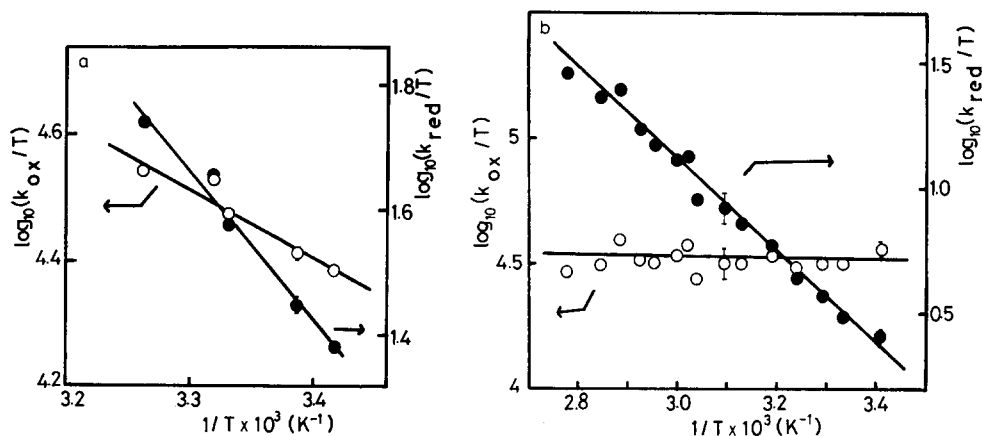 a
log₁₀(kox/T)
4.6
4.4
4.2
3.2
3.3
3.4
1/T x 10³ (K⁻¹)
1.8
1.6
1.4
log₁₀(kred/T)
b
log₁₀(kox/T)
5
4.5
4
2.8
3.0
3.2
3.4
1/T x 10³ (K⁻¹)
1.5
1.0
0.5
log₁₀(kred/T)